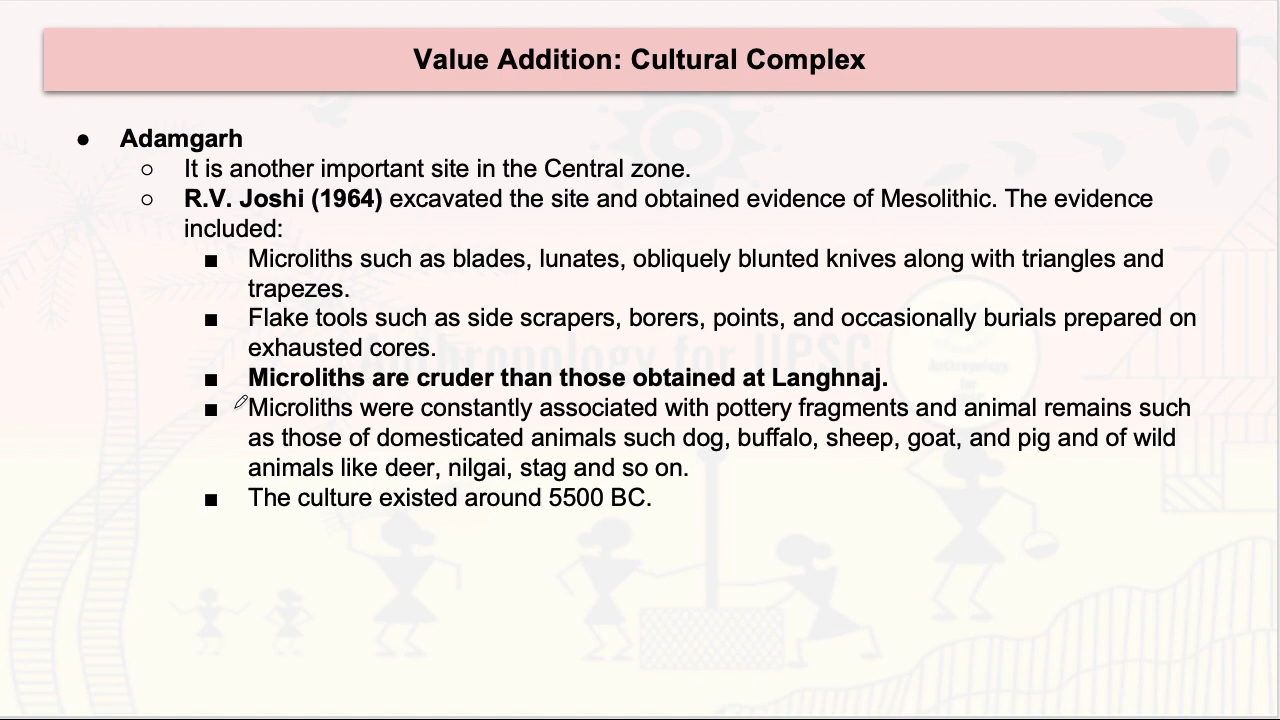 Value Addition: Cultural Complex
● Adamgarh
○ It is another important site in the Central zone.
○ R.V. Joshi (1964) excavated the site and obtained evidence of Mesolithic. The evidence
included:
■ Microliths such as blades, lunates, obliquely blunted knives along with triangles and
trapezes.
■ Flake tools such as side scrapers, borers, points, and occasionally burials prepared on
exhausted cores.
Anthropology for UPSC
Anthropology
for
■ Microliths are cruder than those obtained at Langhnaj.
■ Microliths were constantly associated with pottery fragments and animal remains such
as those of domesticated animals such dog, buffalo, sheep, goat, and pig and of wild
animals like deer, nilgai, stag and so on.
■ The culture existed around 5500 BC.